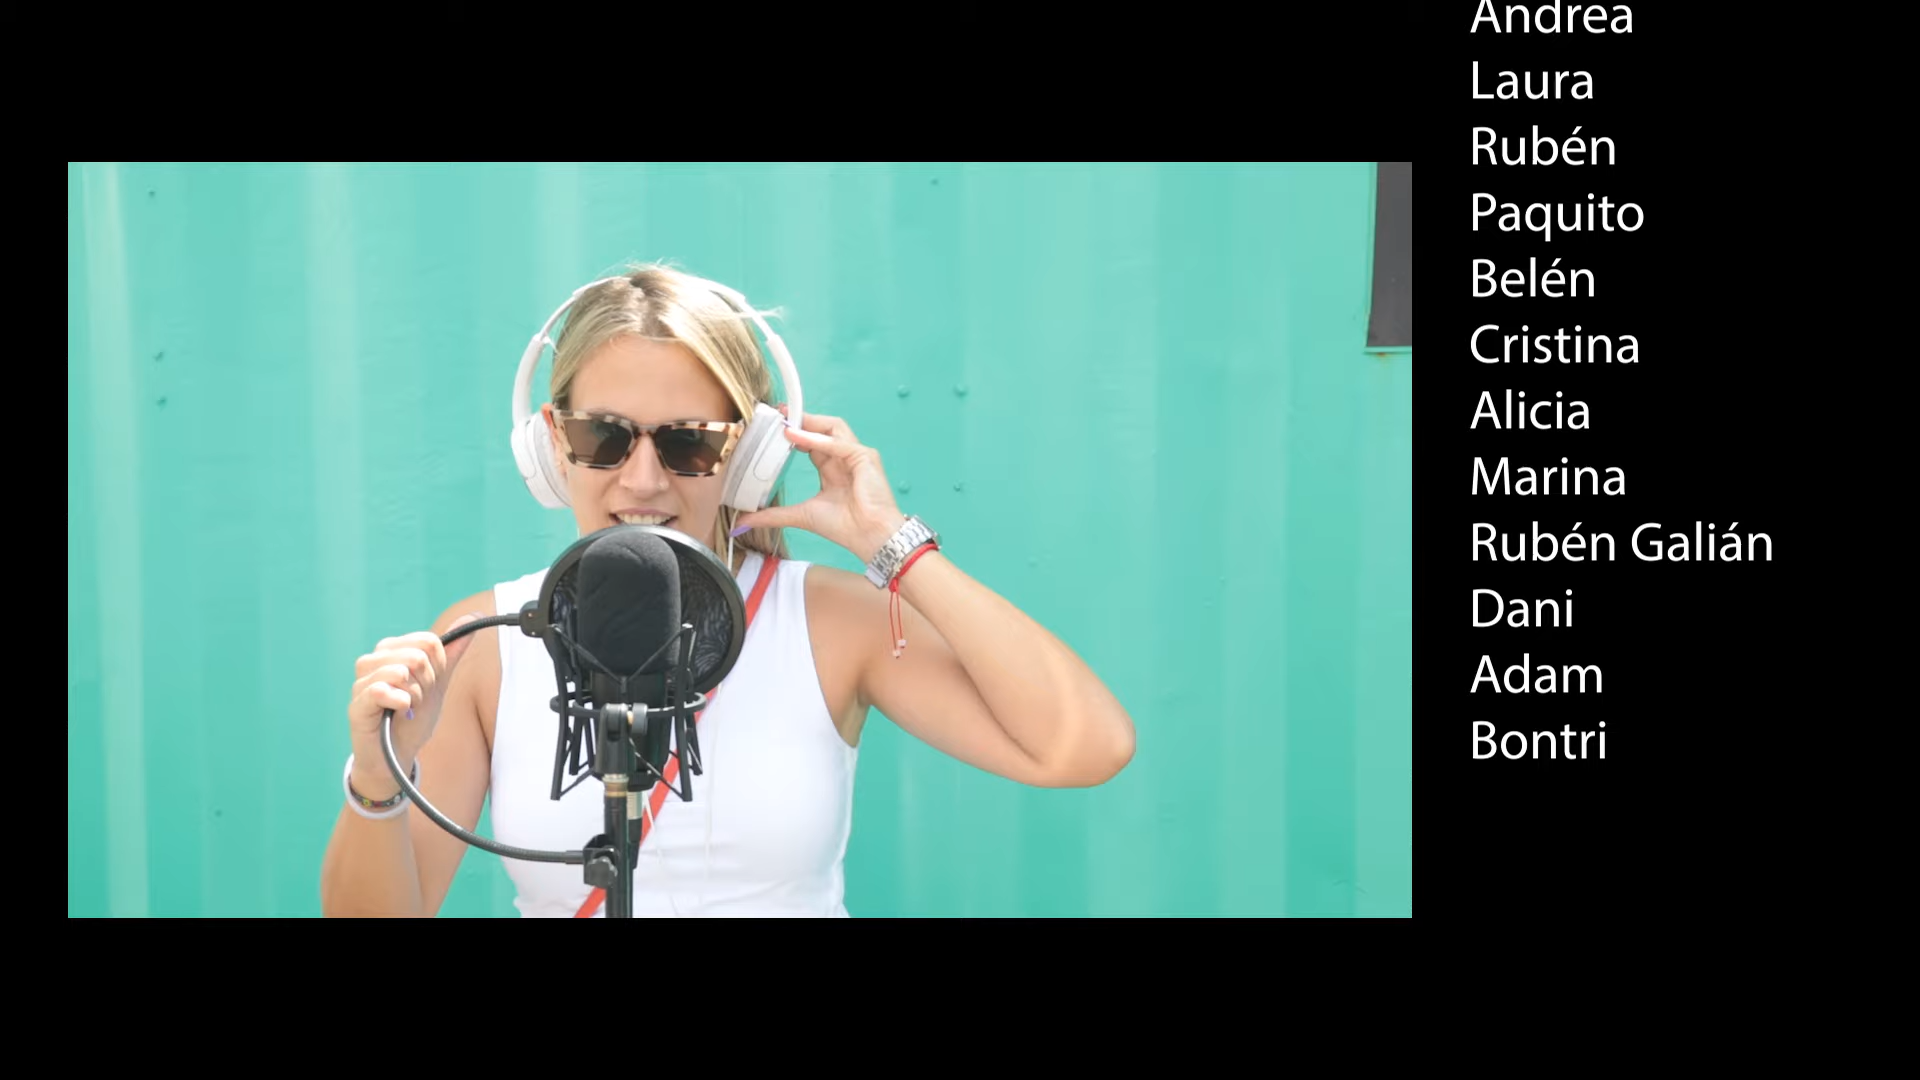 Andrea
Laura
Rubén
Paquito
Belén
Cristina
Alicia
Marina
Rubén Galián
Dani
Adam
Bontri